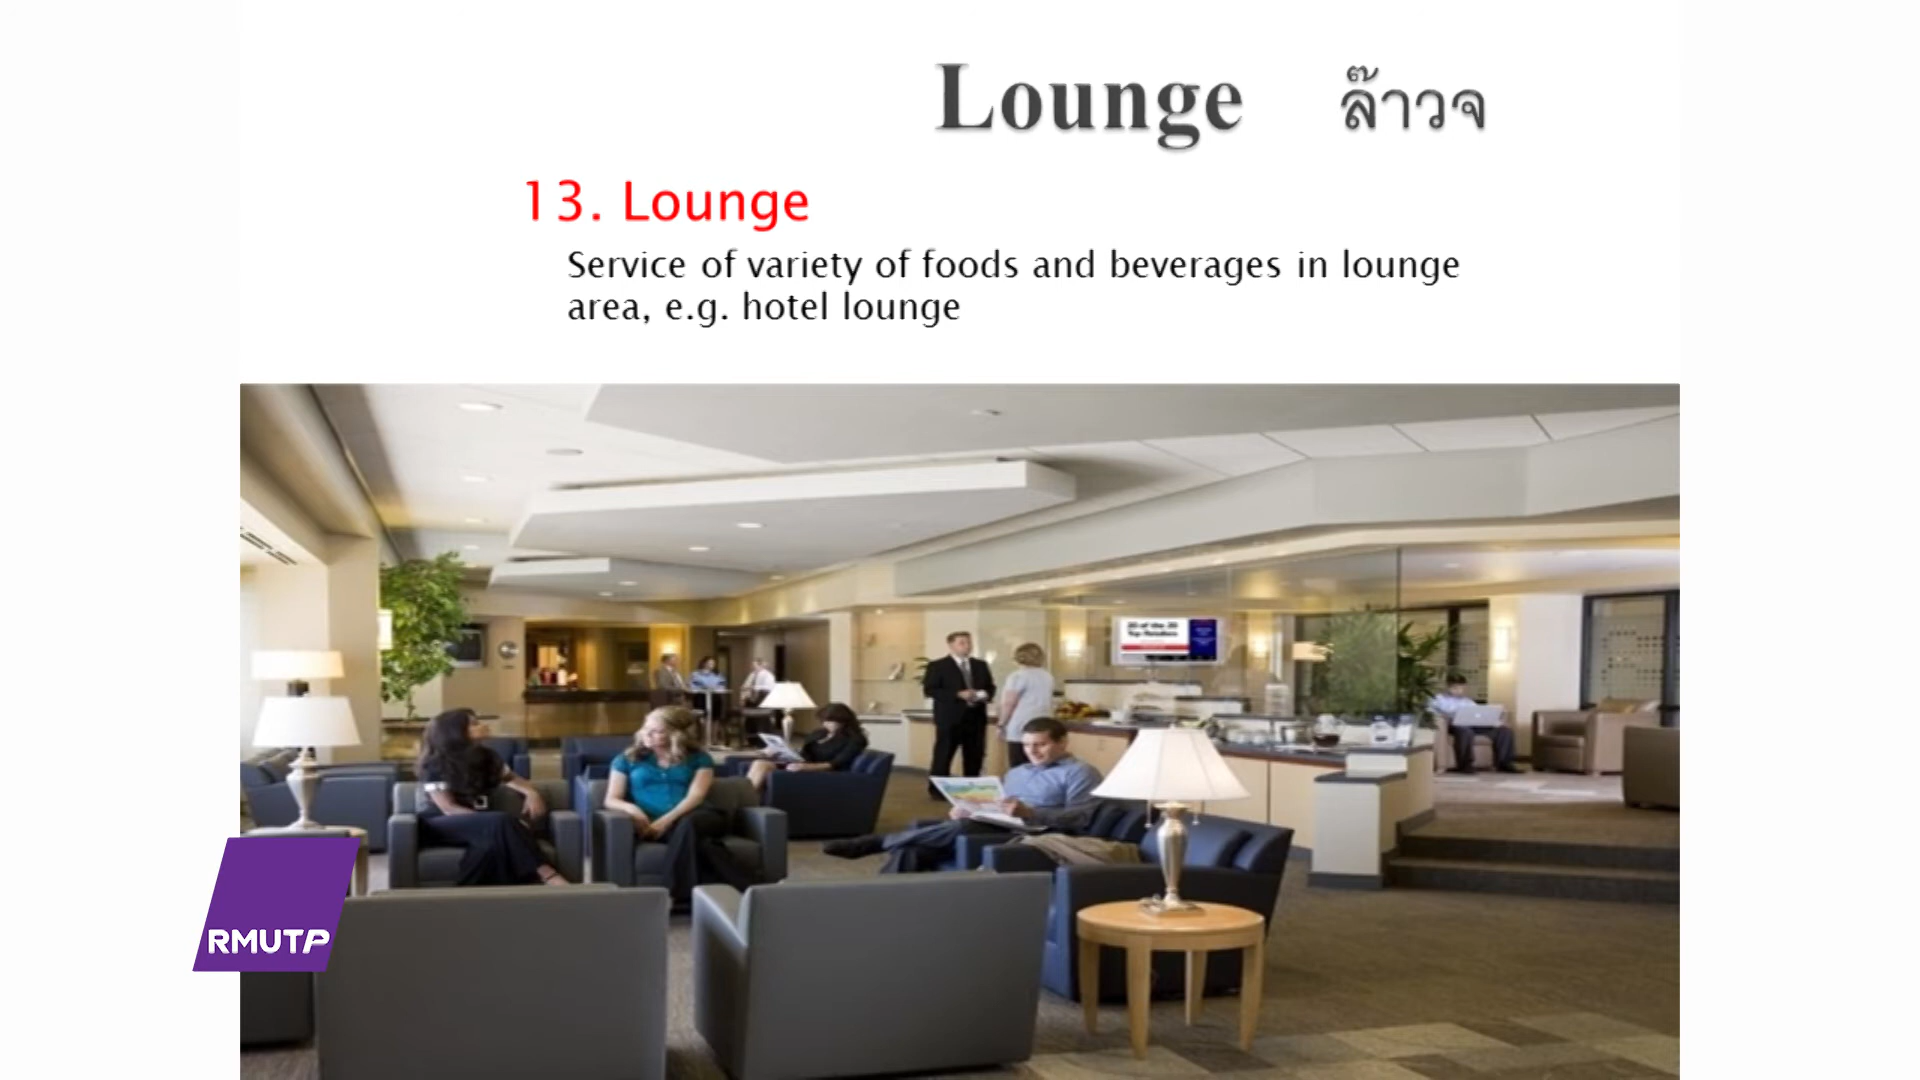 Lounge ล๊าวจ
13. Lounge
Service of variety of foods and beverages in lounge
area, e.g. hotel lounge
RMUTP